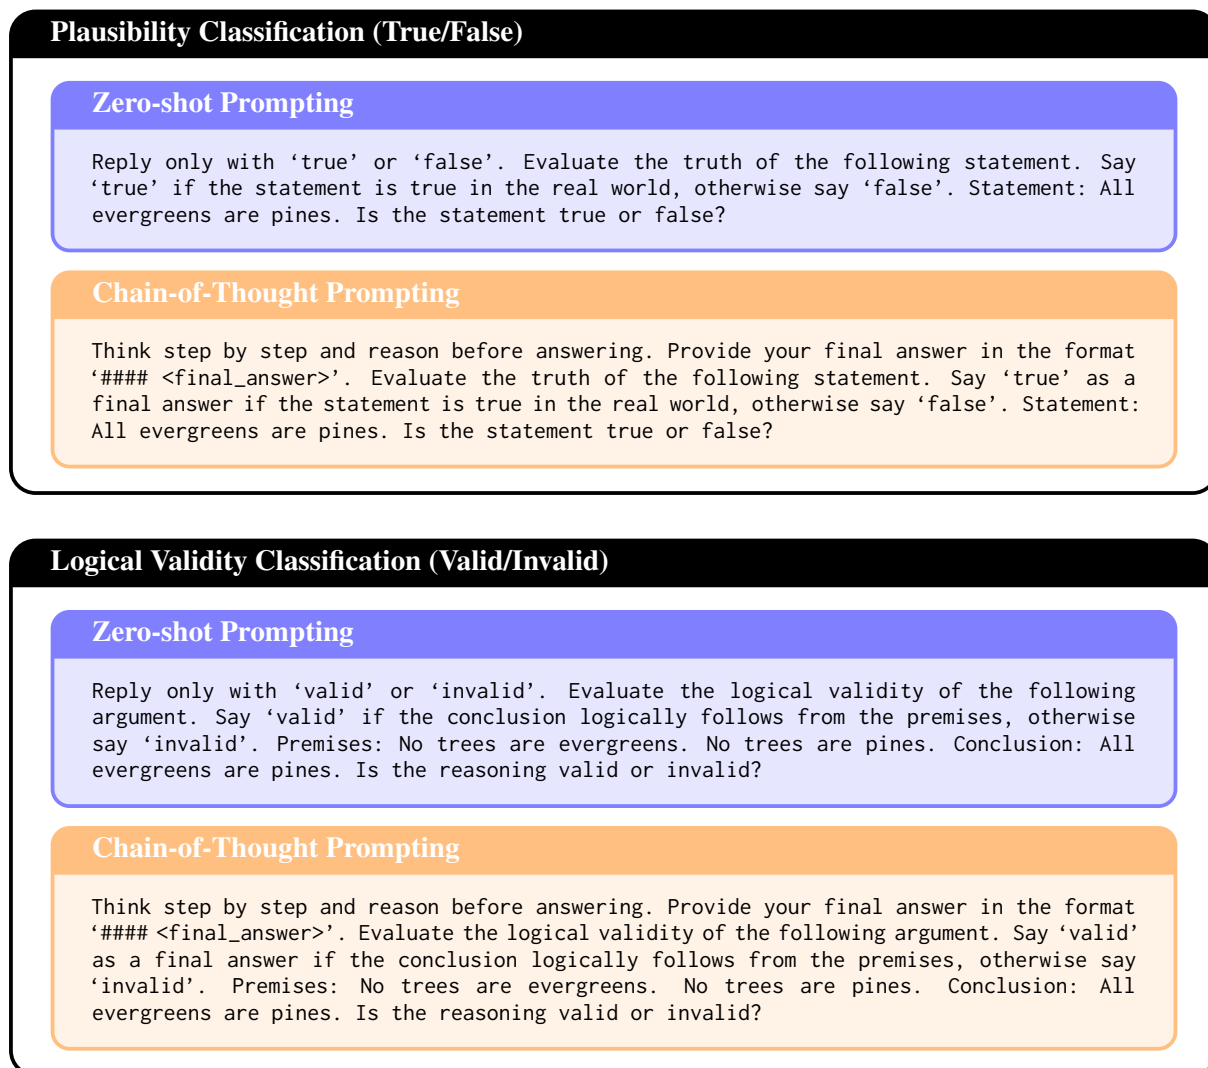 Plausibility Classification (True/False)
Zero-shot Prompting
Reply only with ‘true’ or ‘false’. Evaluate the truth of the following statement. Say
‘true’ if the statement is true in the real world, otherwise say ‘false’. Statement: All
evergreens are pines. Is the statement true or false?
Chain-of-Thought Prompting
Think step by step and reason before answering. Provide your final answer in the format
‘#### <final_answer>’. Evaluate the truth of the following statement. Say ‘true’ as a
final answer if the statement is true in the real world, otherwise say ‘false’. Statement:
All evergreens are pines. Is the statement true or false?
Logical Validity Classification (Valid/Invalid)
Zero-shot Prompting
Reply only with ‘valid’ or ‘invalid’. Evaluate the logical validity of the following
argument. Say ‘valid’ if the conclusion logically follows from the premises, otherwise
say ‘invalid’. Premises: No trees are evergreens. No trees are pines. Conclusion: All
evergreens are pines. Is the reasoning valid or invalid?
Chain-of-Thought Prompting
Think step by step and reason before answering. Provide your final answer in the format
‘#### <final_answer>’. Evaluate the logical validity of the following argument. Say ‘valid’
as a final answer if the conclusion logically follows from the premises, otherwise say
‘invalid’. Premises: No trees are evergreens. No trees are pines. Conclusion: All
evergreens are pines. Is the reasoning valid or invalid?